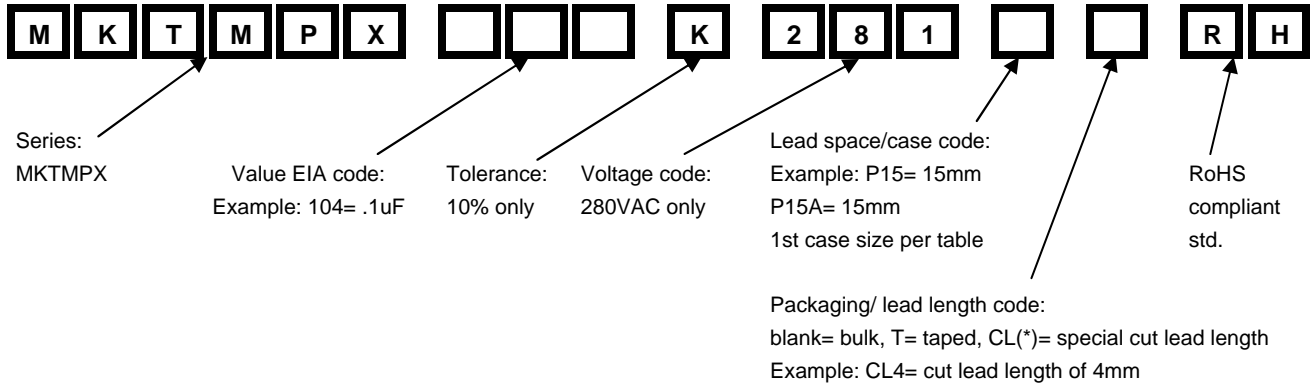 M K T M P X K 2 8 1 R H
Series:
MKTMPX
Value EIA code:
Example: 104= .1uF
Tolerance:
10% only
Voltage code:
280VAC only
Lead space/case code:
Example: P15= 15mm
P15A= 15mm
1st case size per table
RoHS
compliant
std.
Packaging/ lead length code:
blank= bulk, T= taped, CL(*)= special cut lead length
Example: CL4= cut lead length of 4mm